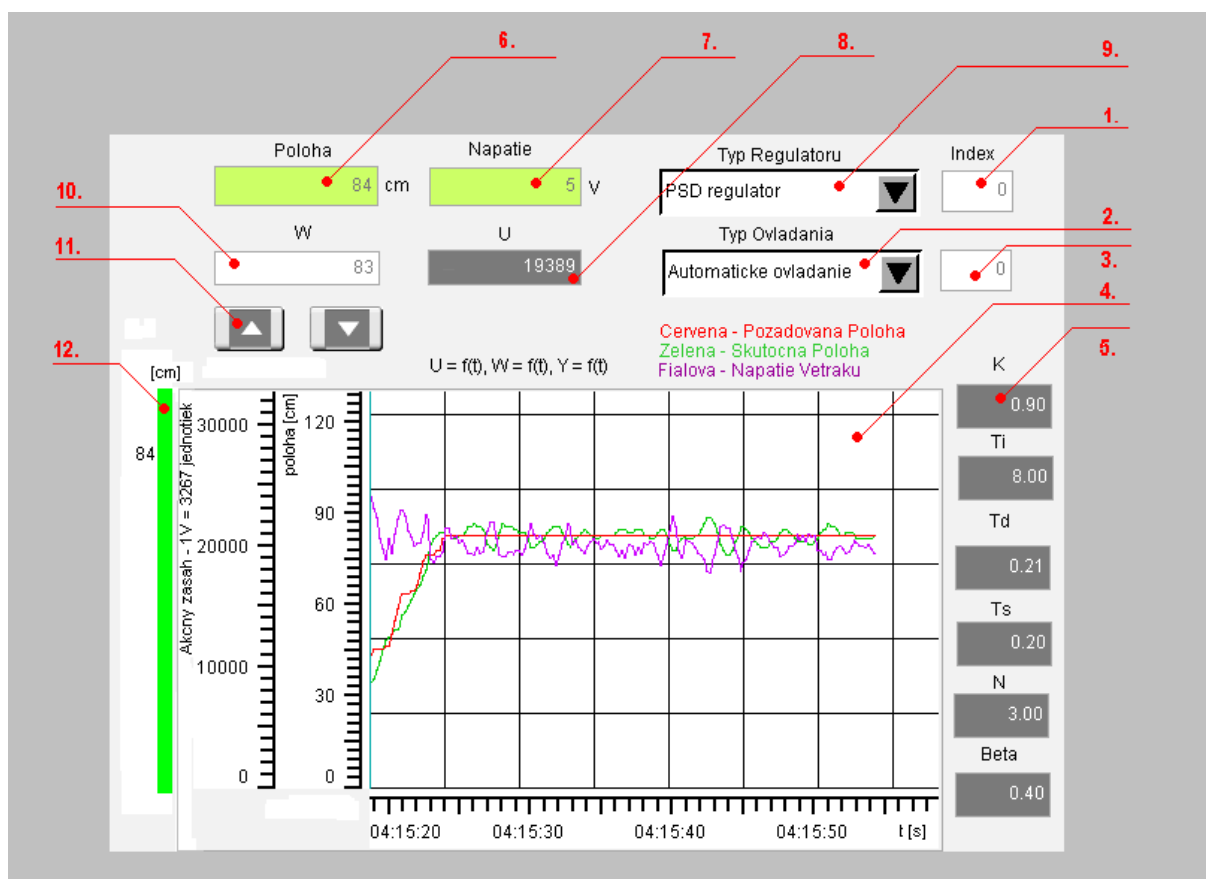 6. 7. 8. 9.
1.
Poloha Napatie Typ Regulatoru Index
84 cm 5 V PSD regulator 0
10. 2.
W U Typ Ovladania
11. 3.
83 19389 Automaticke ovladanie 0
4.
Cervena - Pozadovana Poloha
12. 5.
Zelena - Skutocna Poloha
[cm] U = f(t), W = f(t), Y = f(t) Fialova - Napatie Vetraku K
0.90
Akcny zasah - 1V = 3267 jednotiek
poloha [cm]
30000 120
84
Ti
8.00
90 Td
20000
0.21
60 Ts
0.20
10000
30 N
3.00
Beta
0 0
0.40
04:15:20 04:15:30 04:15:40 04:15:50 t [s]